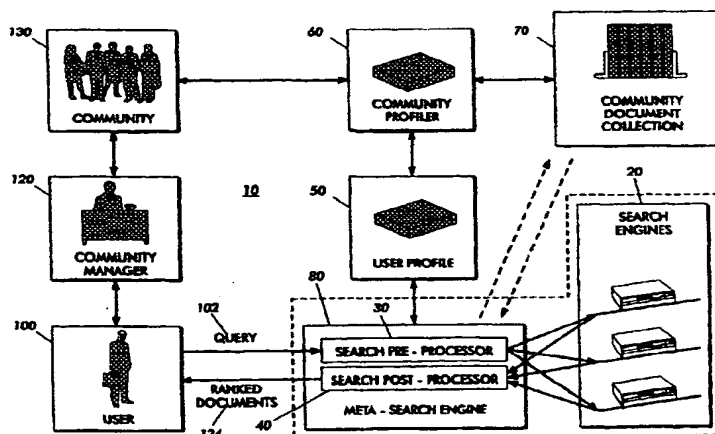 130
COMMUNITY
60
COMMUNITY
PROFILER
70
COMMUNITY
DOCUMENT
COLLECTION
120
COMMUNITY
MANAGER
10
50
USER PROFILE
20
SEARCH
ENGINES
100
USER
102
QUERY
RANKED
DOCUMENTS
124
80
30
SEARCH PRE - PROCESSOR
SEARCH POST - PROCESSOR
40
META - SEARCH ENGINE